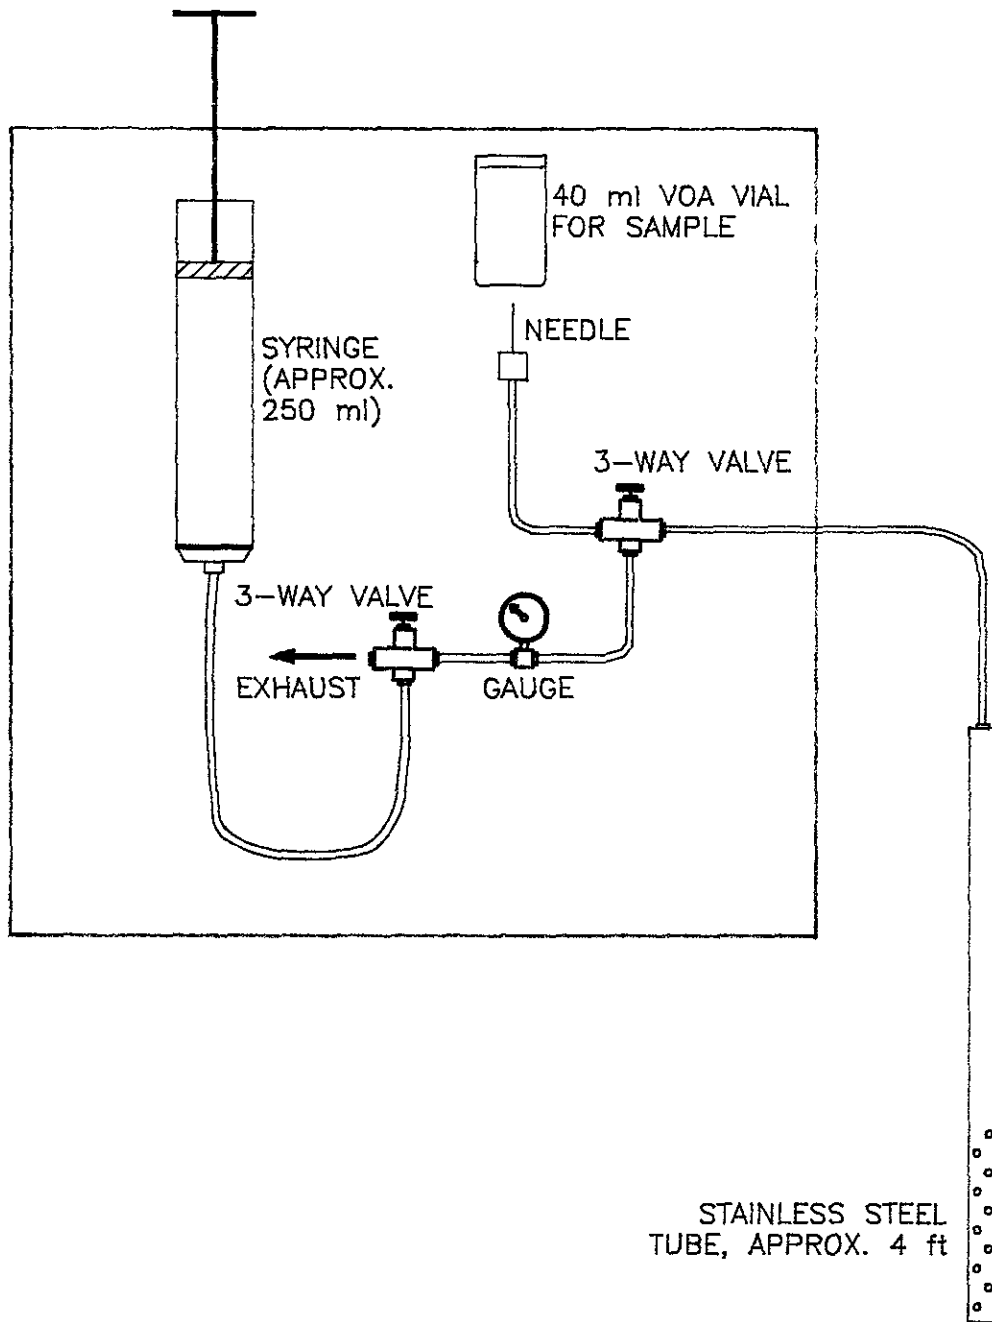 40 ml VOA VIAL
FOR SAMPLE
NEEDLE
SYRINGE
(APPROX.
250 ml)
3-WAY VALVE
3-WAY VALVE
EXHAUST
GAUGE
STAINLESS STEEL
TUBE, APPROX. 4 ft